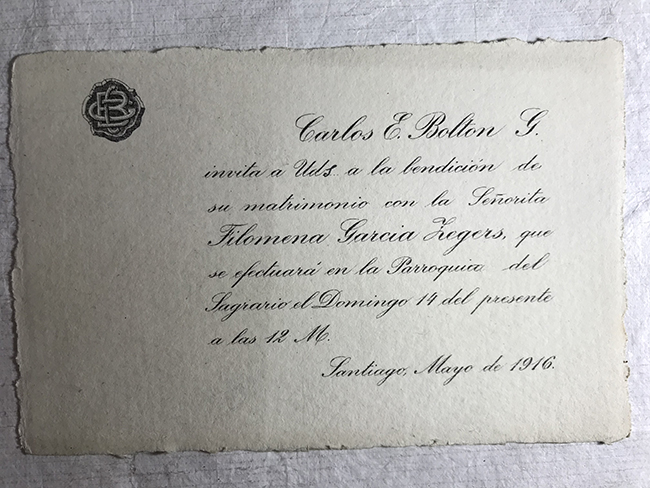 Carlos E. Bolton G.
invita á Uds. a la bendición de
su matrimonio con la Señorita
Filomena Garcia Zegers, que
se efectuará en la Parroquia del
Sagrario el Domingo 14 del presente
a las 12 M.
Santiago, Mayo de 1916.